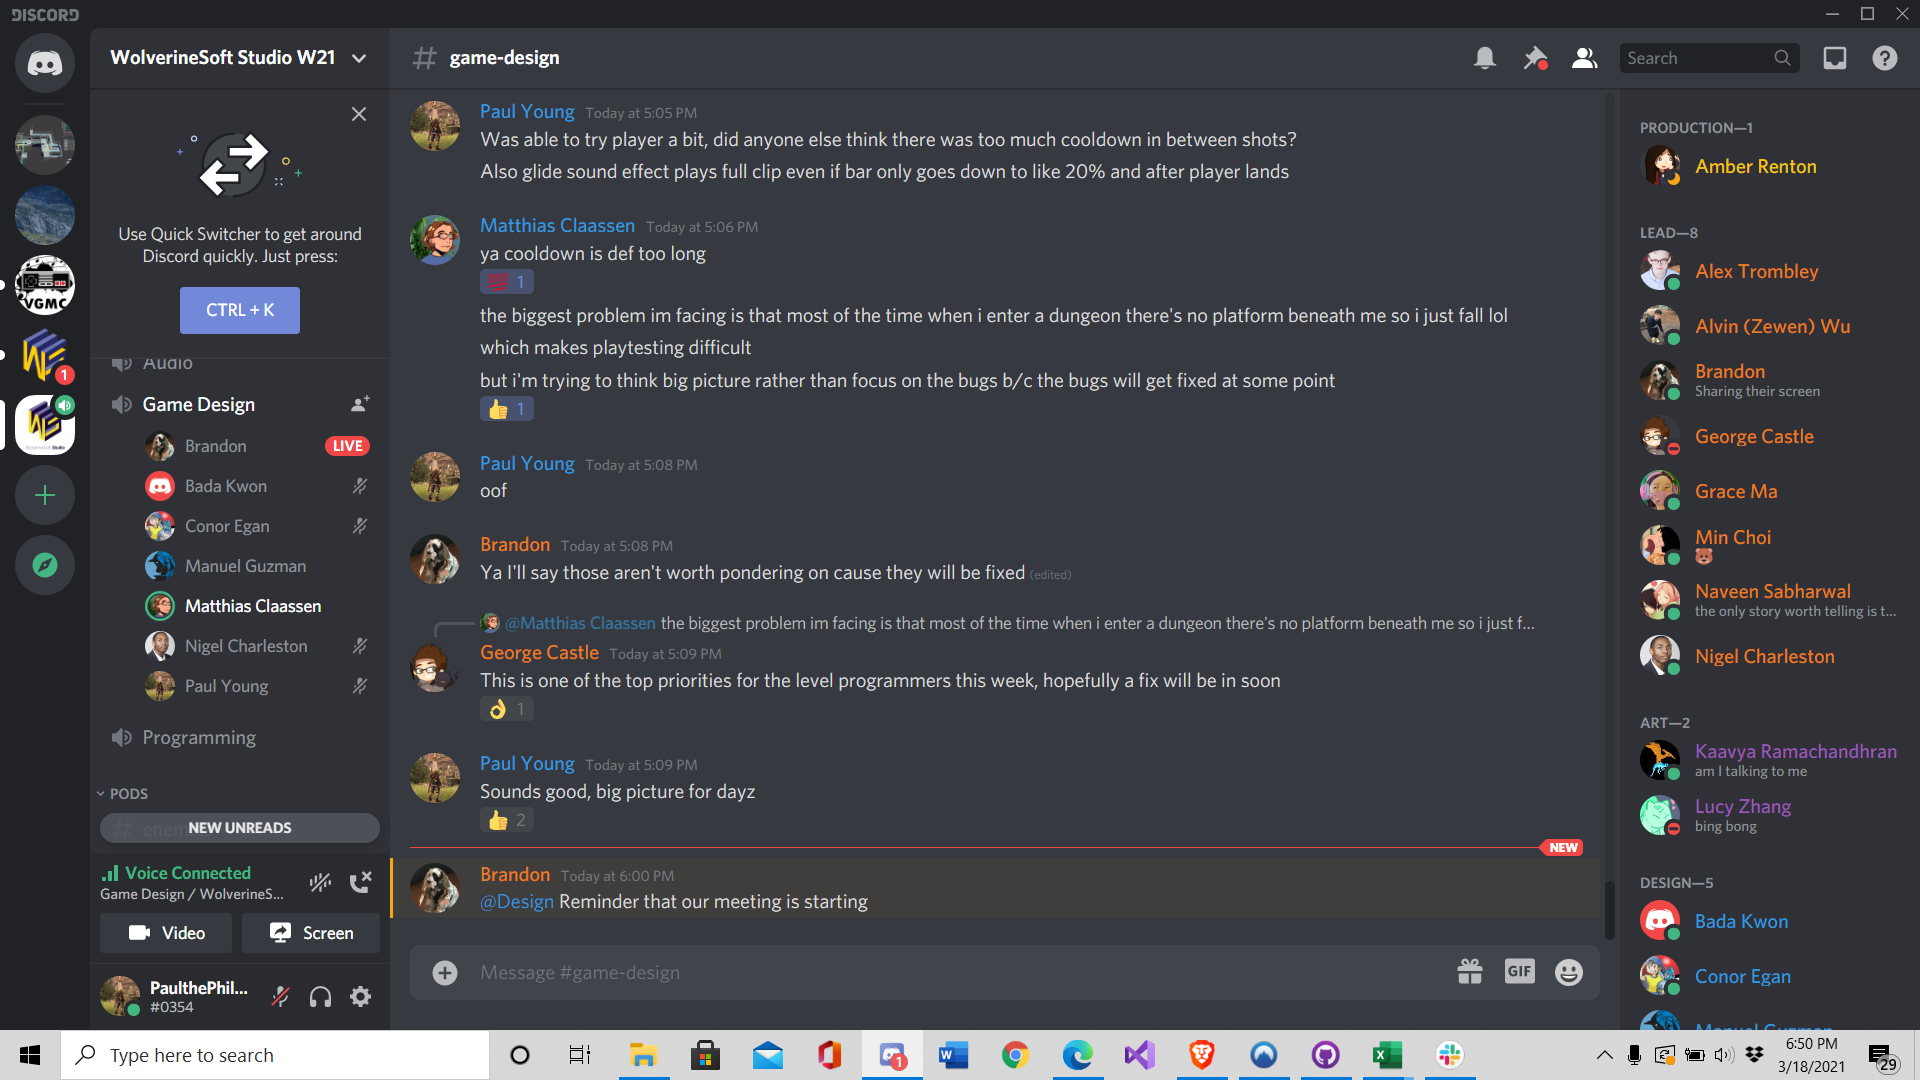 DISCORD
WolverineSoft Studio W21
Use Quick Switcher to get around
Discord quickly. Just press:
CTRL + K
Audio
Game Design
Brandon
LIVE
Bada Kwon
Conor Egan
Manuel Guzman
Matthias Claassen
Nigel Charleston
Paul Young
Programming
PODS
NEW UNREADS
Voice Connected
Game Design / WolverineS...
Video
Screen
PaulthePhil...
#0354
VGMC
1
# game-design
Search
Paul Young Today at 5:05 PM
Was able to try player a bit, did anyone else think there was too much cooldown in between shots?
Also glide sound effect plays full clip even if bar only goes down to like 20% and after player lands
Matthias Claassen Today at 5:06 PM
ya cooldown is def too long
💯 1
the biggest problem im facing is that most of the time when i enter a dungeon there's no platform beneath me so i just fall lol
which makes playtesting difficult
but i'm trying to think big picture rather than focus on the bugs b/c the bugs will get fixed at some point
👍 1
Paul Young Today at 5:08 PM
oof
Brandon Today at 5:08 PM
Ya I'll say those aren't worth pondering on cause they will be fixed (edited)
@Matthias Claassen the biggest problem im facing is that most of the time when i enter a dungeon there's no platform beneath me so i just f...
George Castle Today at 5:09 PM
This is one of the top priorities for the level programmers this week, hopefully a fix will be in soon
👌 1
Paul Young Today at 5:09 PM
Sounds good, big picture for dayz
👍 2
NEW
Brandon Today at 6:00 PM
@Design Reminder that our meeting is starting
Message #game-design
GIF
PRODUCTION—1
Amber Renton
LEAD—8
Alex Trombley
Alvin (Zewen) Wu
Brandon
Sharing their screen
George Castle
Grace Ma
Min Choi
🐻
Naveen Sabharwal
the only story worth telling is t...
Nigel Charleston
ART—2
Kaavya Ramachandhran
am I talking to me
Lucy Zhang
bing bong
DESIGN—5
Bada Kwon
Conor Egan
Manuel Guzman
Type here to search
1
6:50 PM
3/18/2021
29